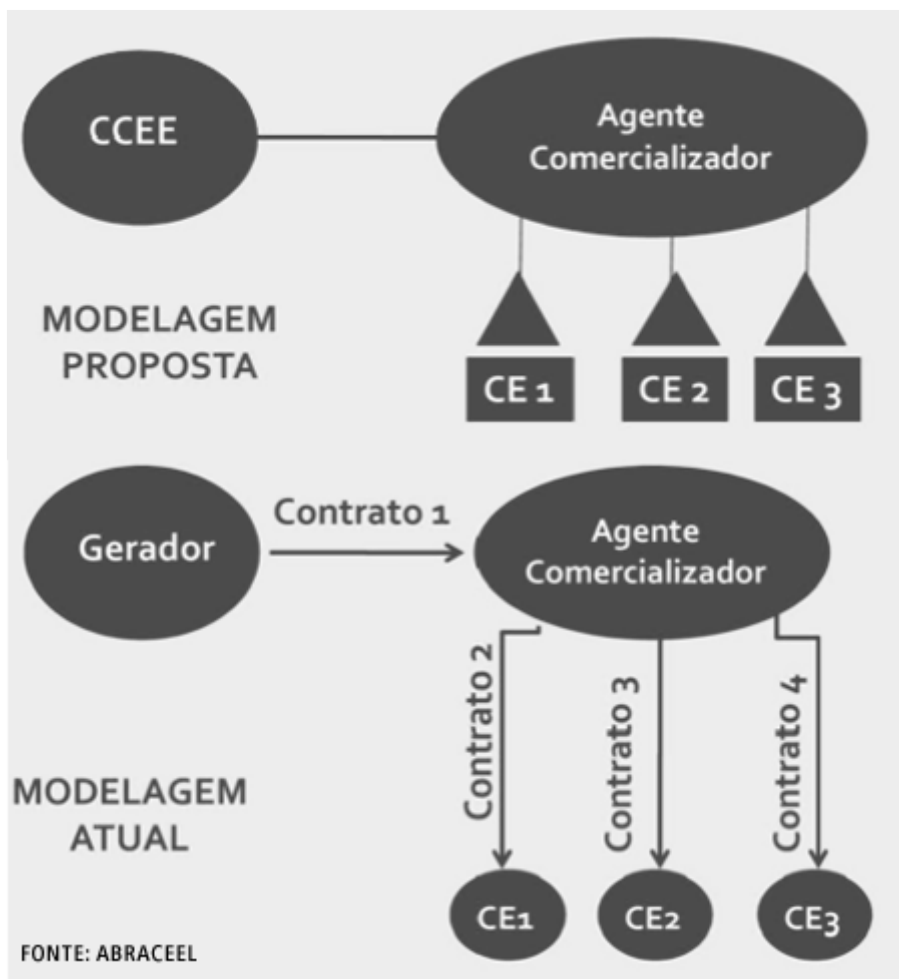 CCEE
Agente
Comercializador
MODELAGEM
PROPOSTA
CE 1
CE 2
CE 3
Gerador
Contrato 1
Agente
Comercializador
Contrato 2
Contrato 3
Contrato 4
MODELAGEM
ATUAL
CE1
CE2
CE3
FONTE: ABRACEEL